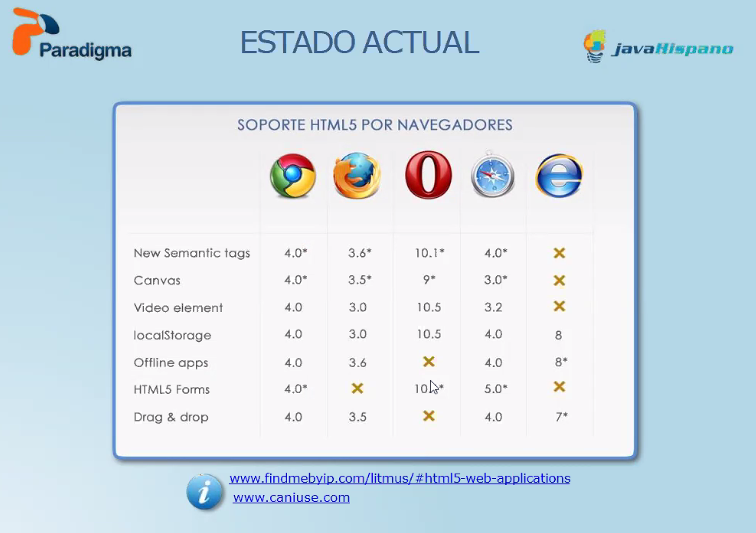 Paradigma
ESTADO ACTUAL
javaHispano
SOPORTE HTML5 POR NAVEGADORES
New Semantic tags 4.0* 3.6* 10.1* 4.0*
Canvas 4.0* 3.5* 9* 3.0*
Video element 4.0 3.0 10.5 3.2
localStorage 4.0 3.0 10.5 4.0 8
Offline apps 4.0 3.6 4.0 8*
HTML5 Forms 4.0* 5.0*
Drag & drop 4.0 3.5 4.0 7*
www.findmebyip.com/litmus/#html5-web-applications
www.caniuse.com